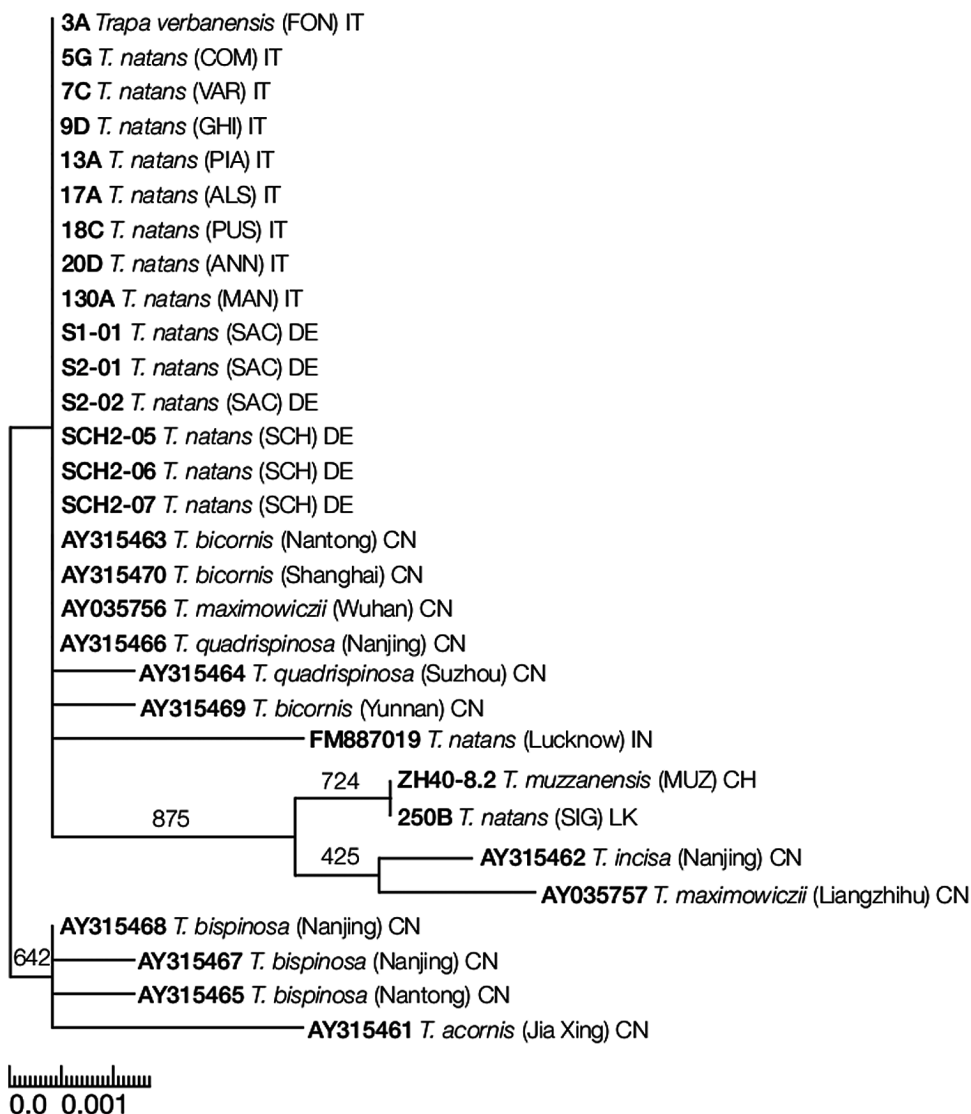 3A Trapa verbanensis (FON) IT
5G T. natans (COM) IT
7C T. natans (VAR) IT
9D T. natans (GHI) IT
13A T. natans (PIA) IT
17A T. natans (ALS) IT
18C T. natans (PUS) IT
20D T. natans (ANN) IT
130A T. natans (MAN) IT
S1-01 T. natans (SAC) DE
S2-01 T. natans (SAC) DE
S2-02 T. natans (SAC) DE
SCH2-05 T. natans (SCH) DE
SCH2-06 T. natans (SCH) DE
SCH2-07 T. natans (SCH) DE
AY315463 T. bicornis (Nantong) CN
AY315470 T. bicornis (Shanghai) CN
AY035756 T. maximowiczii (Wuhan) CN
AY315466 T. quadrispinosa (Nanjing) CN
AY315464 T. quadrispinosa (Suzhou) CN
AY315469 T. bicornis (Yunnan) CN
FM887019 T. natans (Lucknow) IN
724 ZH40-8.2 T. muzzanensis (MUZ) CH
875 250B T. natans (SIG) LK
425 AY315462 T. incisa (Nanjing) CN
AY035757 T. maximowiczii (Liangzhihu) CN
AY315468 T. bispinosa (Nanjing) CN
642 AY315467 T. bispinosa (Nanjing) CN
AY315465 T. bispinosa (Nantong) CN
AY315461 T. acornis (Jia Xing) CN
0.0 0.001